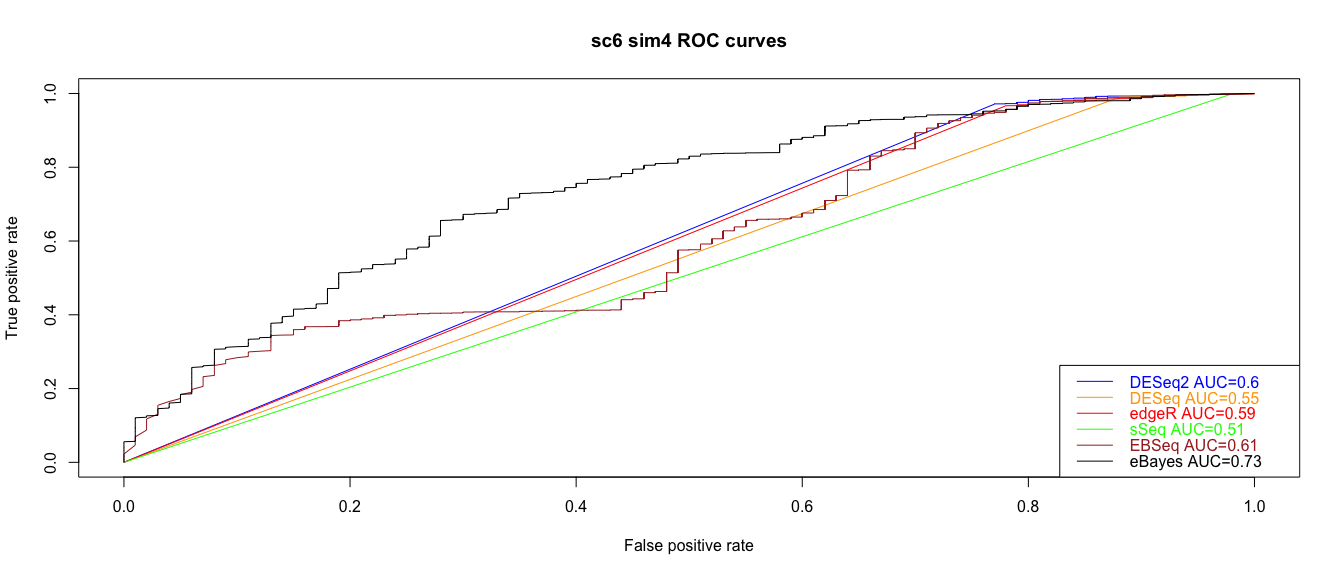 sc6 sim4 ROC curves
True positive rate
1.0
0.8
0.6
0.4
0.2
0.0
DESeq2 AUC=0.6
DESeq AUC=0.55
edgeR AUC=0.59
sSeq AUC=0.51
EBSeq AUC=0.61
eBayes AUC=0.73
0.0 0.2 0.4 0.6 0.8 1.0
False positive rate